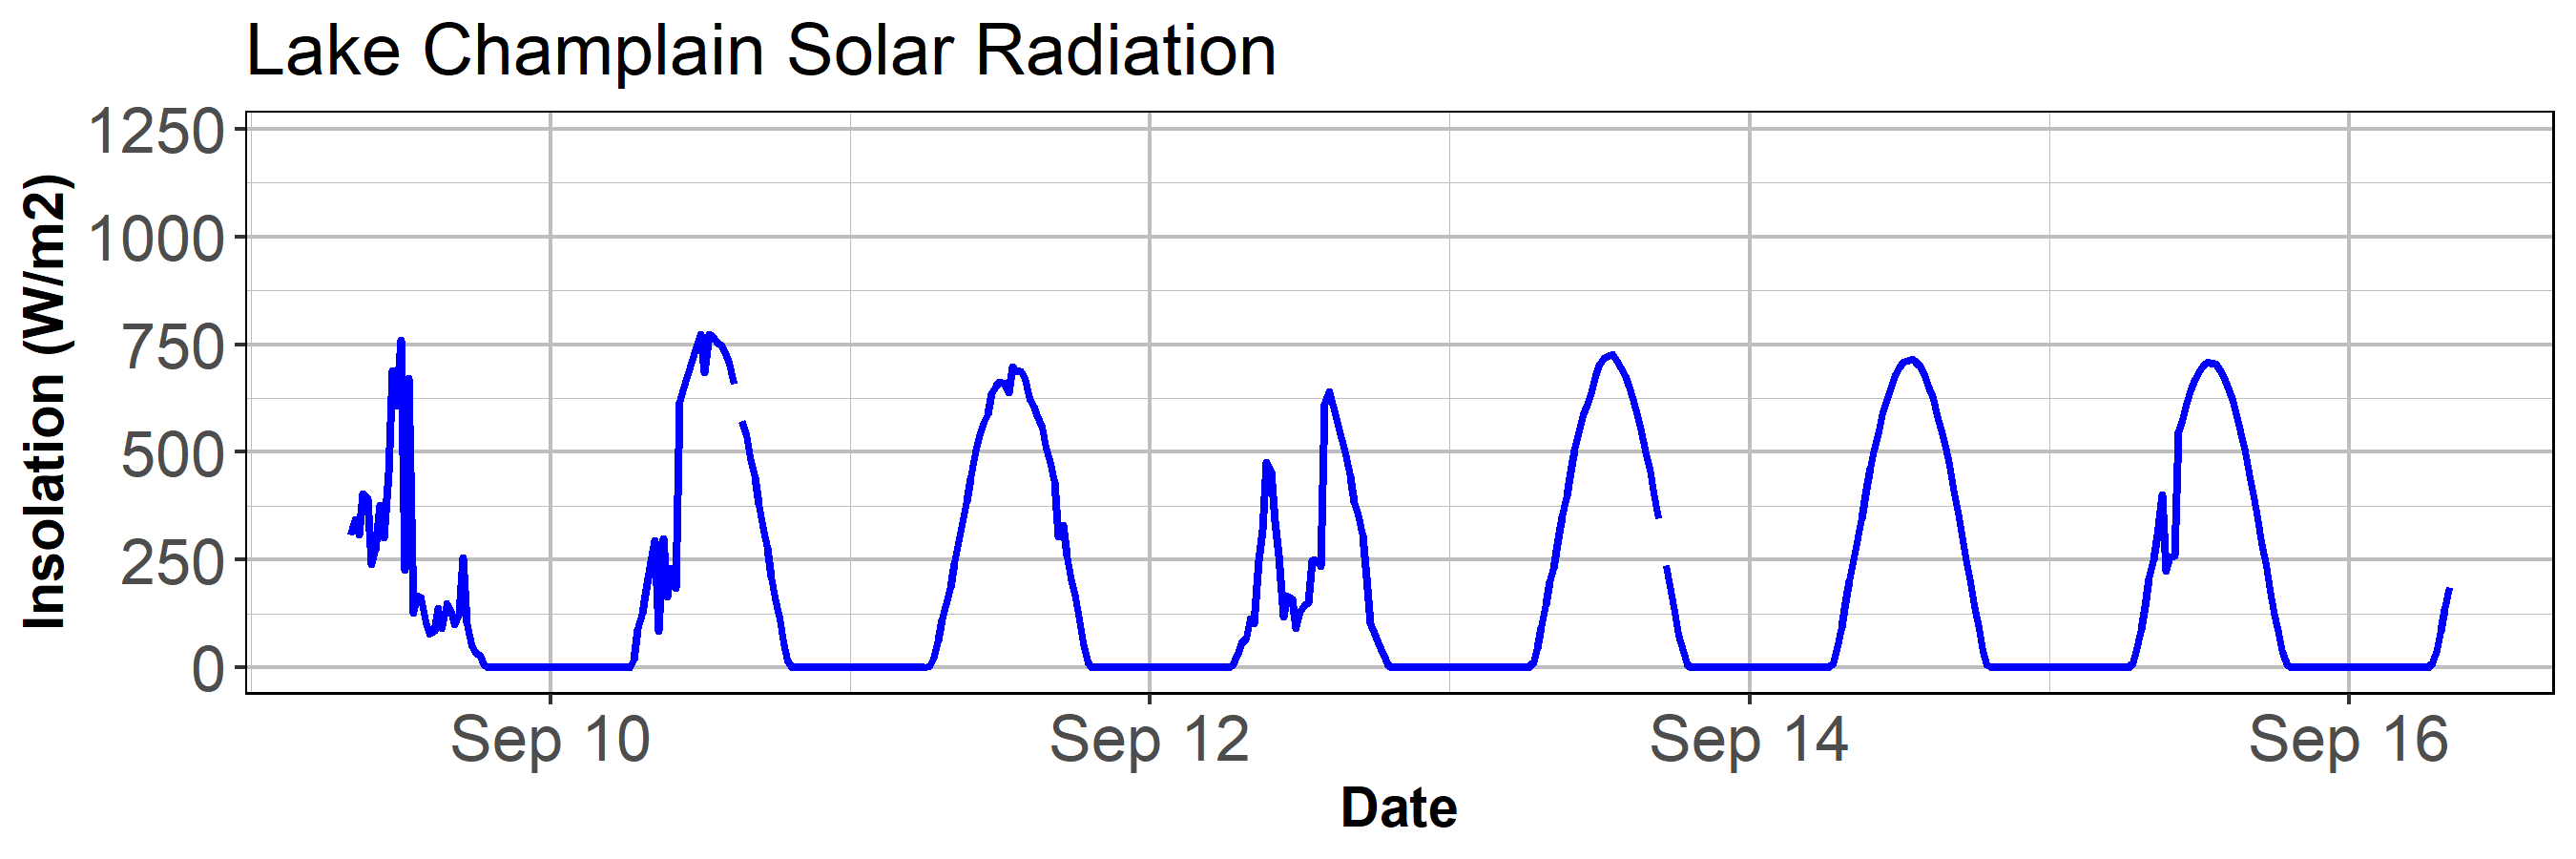 Lake Champlain Solar Radiation
1250
1000
750
500
250
0
Insolation (W/m2)
Sep 10 Sep 12 Sep 14 Sep 16
Date